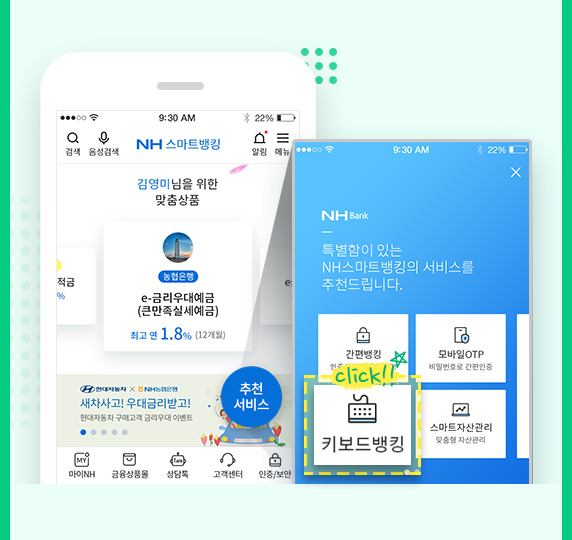 9:30 AM
22%
검색
음성검색
NH 스마트뱅킹
알림
메뉴
김영미님을 위한
맞춤상품
적금
%
농협은행
e-금리우대예금
(큰만족실세예금)
최고 연 1.8% (12개월)
현대자동차 × NH농협은행
새차사고! 우대금리받고!
현대자동차 구매고객 금리우대 이벤트
추천
서비스
MY
마이NH
금융상품몰
Talk
상담톡
고객센터
인증/보안
9:30 AM
22%
NH Bank
특별함이 있는
NH스마트뱅킹의 서비스를
추천드립니다.
간편뱅킹
모바일OTP
비밀번호로 간편인증
click!!
키보드뱅킹
스마트자산관리
맞춤형 자산관리